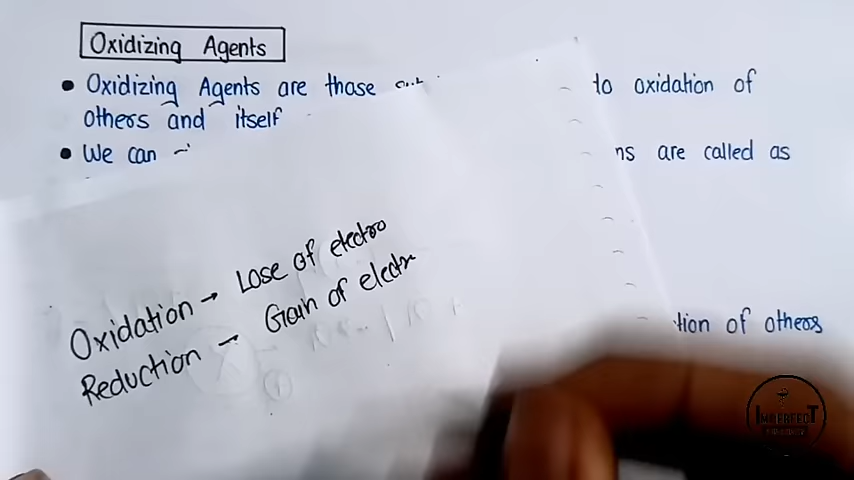 Oxidizing Agents
Oxidizing Agents are those to oxidation of
others and itself
We can ns are called as
Oxidation → Lose of electro
Reduction → Gain of electr
tion of others
IMPERFECT